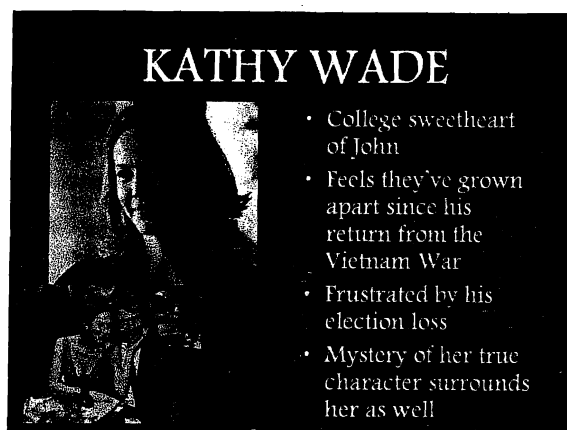 KATHY WADE
• College sweetheart
of John
• Feels they've grown
apart since his
return from the
Vietnam War
• Frustrated by his
election loss
• Mystery of her true
character surrounds
her as well